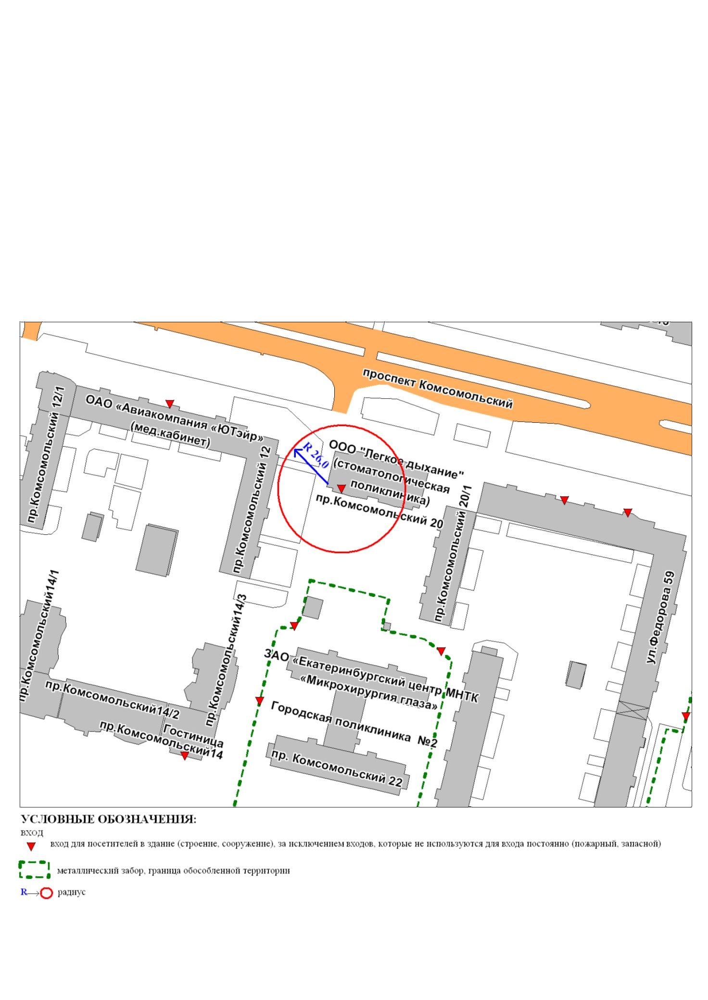 проспект Комсомольский
пр.Комсомольский 12/1
ОАО «Авиакомпания «ЮТэйр»
(мед.кабинет)
пр.Комсомольский 12
R 26,0
ООО "Легкое дыхание"
(стоматологическая
поликлиника)
пр.Комсомольский 20
пр.Комсомольский 20/1
ул.Федорова 59
пр.Комсомольский14/1
пр.Комсомольский14/3
пр.Комсомольский14/2
Гостиница
пр.Комсомольский14
ЗАО «Екатеринбургский центр МНТК
«Микрохирургия глаза»
Городская поликлиника №2
пр. Комсомольский 22
УСЛОВНЫЕ ОБОЗНАЧЕНИЯ:
ВХОД
вход для посетителей в здание (строение, сооружение), за исключением входов, которые не используются для входа постоянно (пожарный, запасной)
металлический забор, граница обособленной территории
R радиус